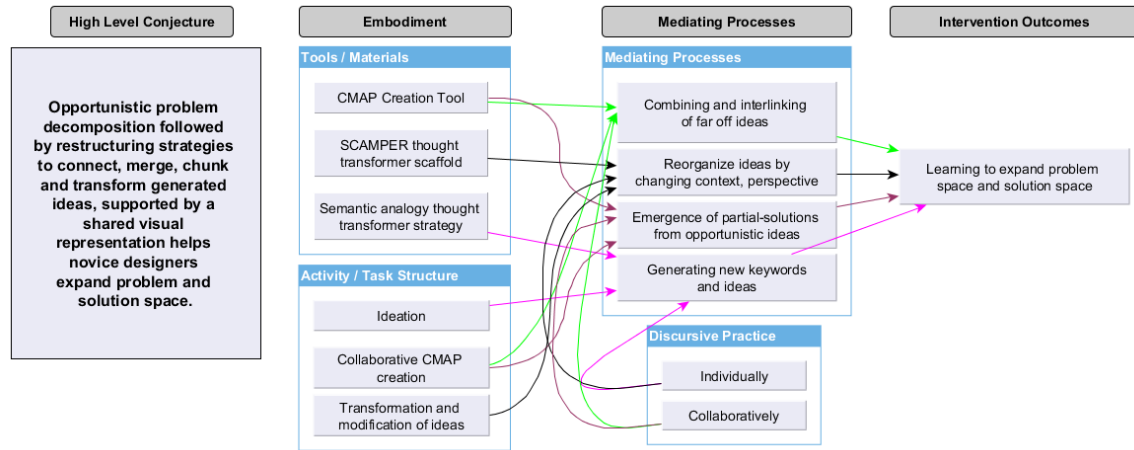 High Level Conjecture
Embodiment
Mediating Processes
Intervention Outcomes
Opportunistic problem
decomposition followed
by restructuring strategies
to connect, merge, chunk
and transform generated
ideas, supported by a
shared visual
representation helps
novice designers
expand problem and
solution space.
Tools / Materials
CMAP Creation Tool
SCAMPER thought
transformer scaffold
Semantic analogy thought
transformer strategy
Activity / Task Structure
Ideation
Collaborative CMAP
creation
Transformation and
modification of ideas
Mediating Processes
Combining and interlinking
of far off ideas
Reorganize ideas by
changing context, perspective
Emergence of partial-solutions
from opportunistic ideas
Generating new keywords
and ideas
Discursive Practice
Individually
Collaboratively
Learning to expand problem
space and solution space